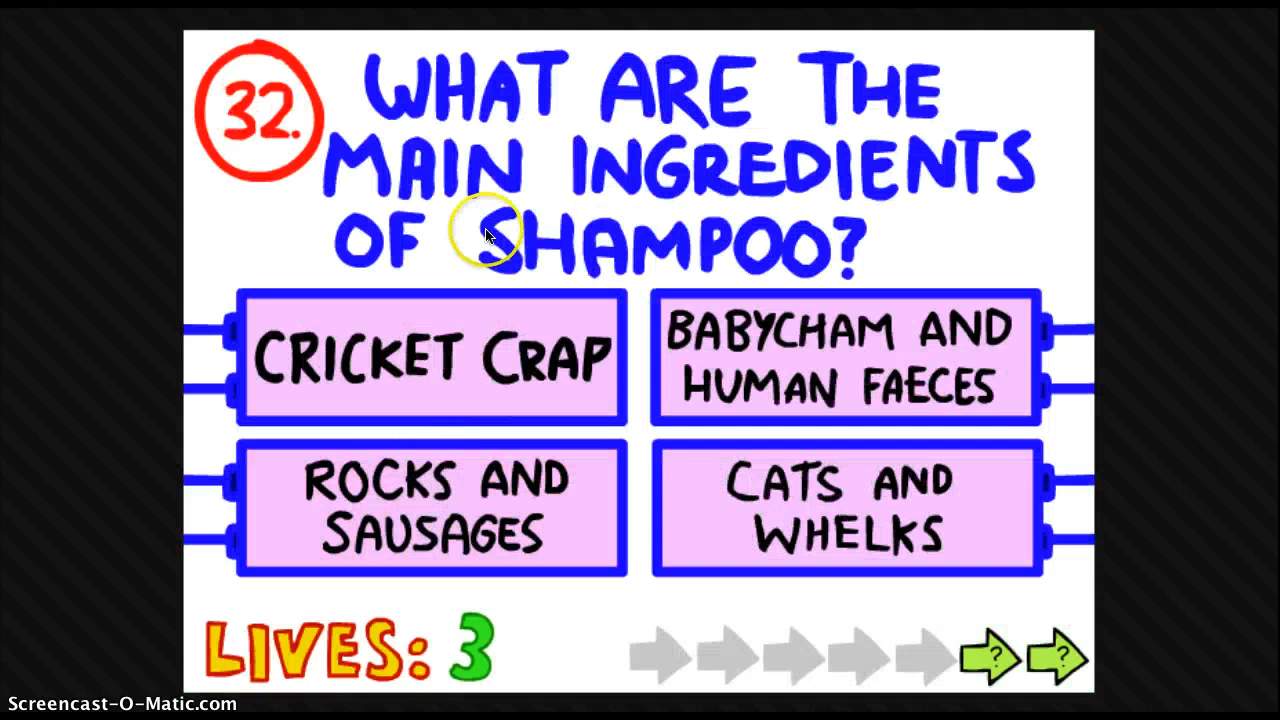 32.
WHAT ARE THE
MAIN INGREDIENTS
OF SHAMPOO?
CRICKET CRAP
BABYCHAM AND
HUMAN FAECES
ROCKS AND
SAUSAGES
CATS AND
WHELKS
LIVES: 3
? ?
Screencast-O-Matic.com